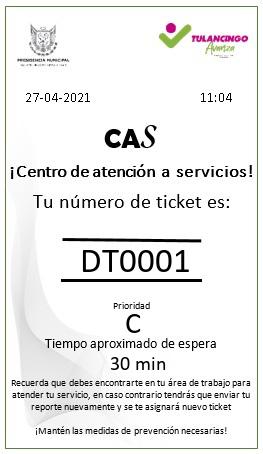 TULANCINGO
Avanza
PRESIDENCIA MUNICIPAL
27-04-2021 11:04
CAS
¡Centro de atención a servicios!
Tu número de ticket es:
DT0001
Prioridad
C
Tiempo aproximado de espera
30 min
Recuerda que debes encontrarte en tu área de trabajo para
atender tu servicio, en caso contrario tendrás que enviar tu
reporte nuevamente y se te asignará nuevo ticket
¡Mantén las medidas de prevención necesarias!